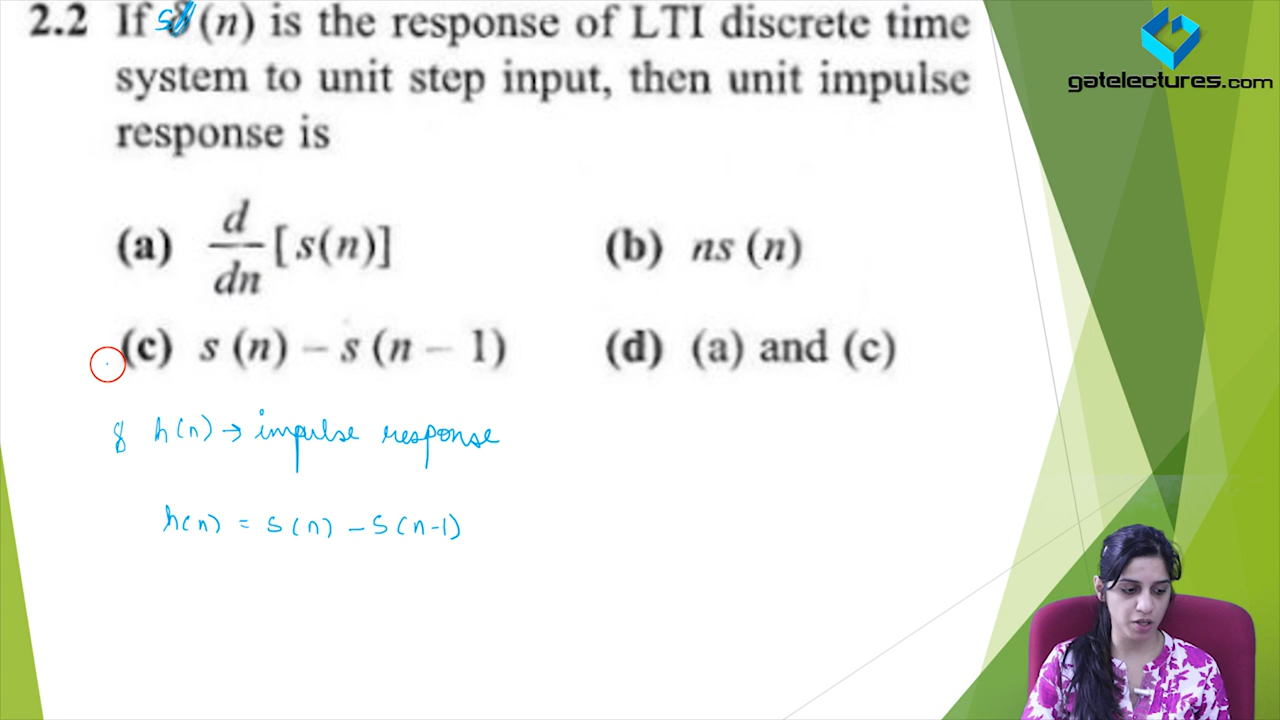 2.2 If s(n) is the response of LTI discrete time
system to unit step input, then unit impulse
response is
(a) d/dn [s(n)]
(b) ns (n)
(c) s (n) – s (n – 1)
(d) (a) and (c)
h(n) → impulse response
h(n) = s(n) – s(n-1)
gatelectures.com